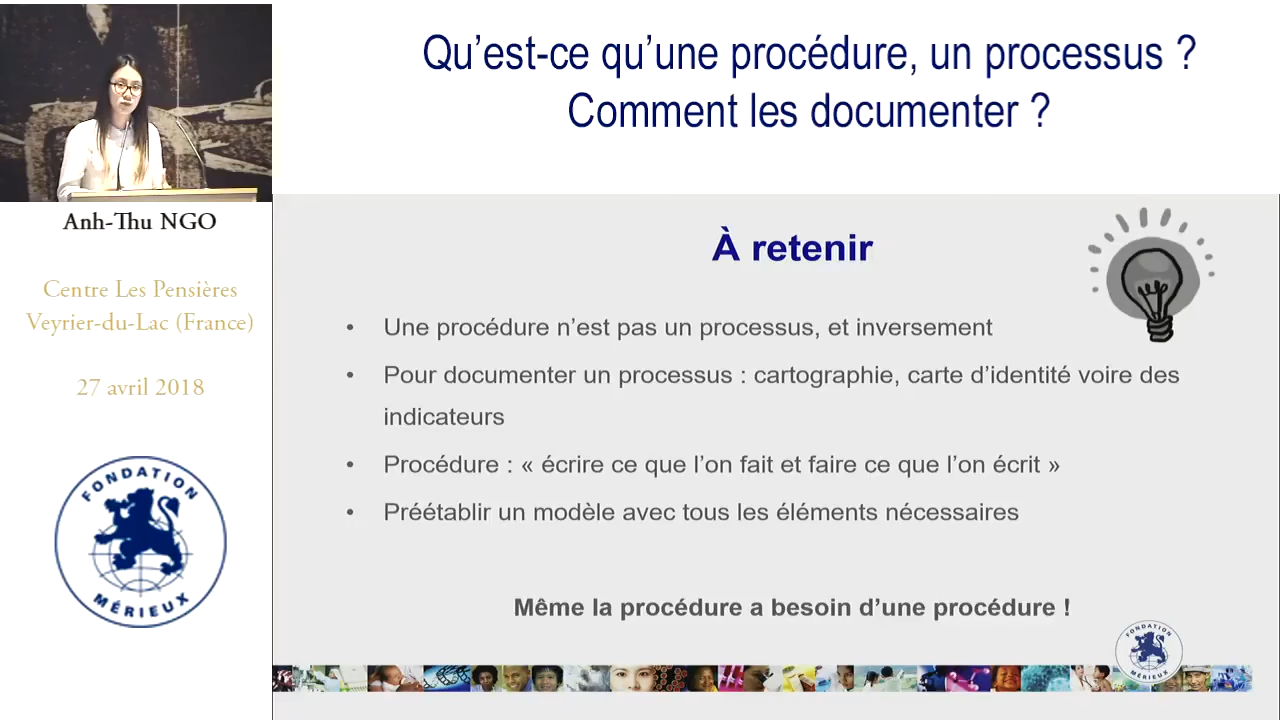 Qu’est-ce qu’une procédure, un processus ?
Comment les documenter ?
Anh-Thu NGO
Centre Les Pensières
Veyrier-du-Lac (France)
27 avril 2018
FONDATION
MÉRIEUX
À retenir
• Une procédure n’est pas un processus, et inversement
• Pour documenter un processus : cartographie, carte d’identité voire des
indicateurs
• Procédure : « écrire ce que l’on fait et faire ce que l’on écrit »
• Préétablir un modèle avec tous les éléments nécessaires
Même la procédure a besoin d’une procédure !
FONDATION
MÉRIEUX